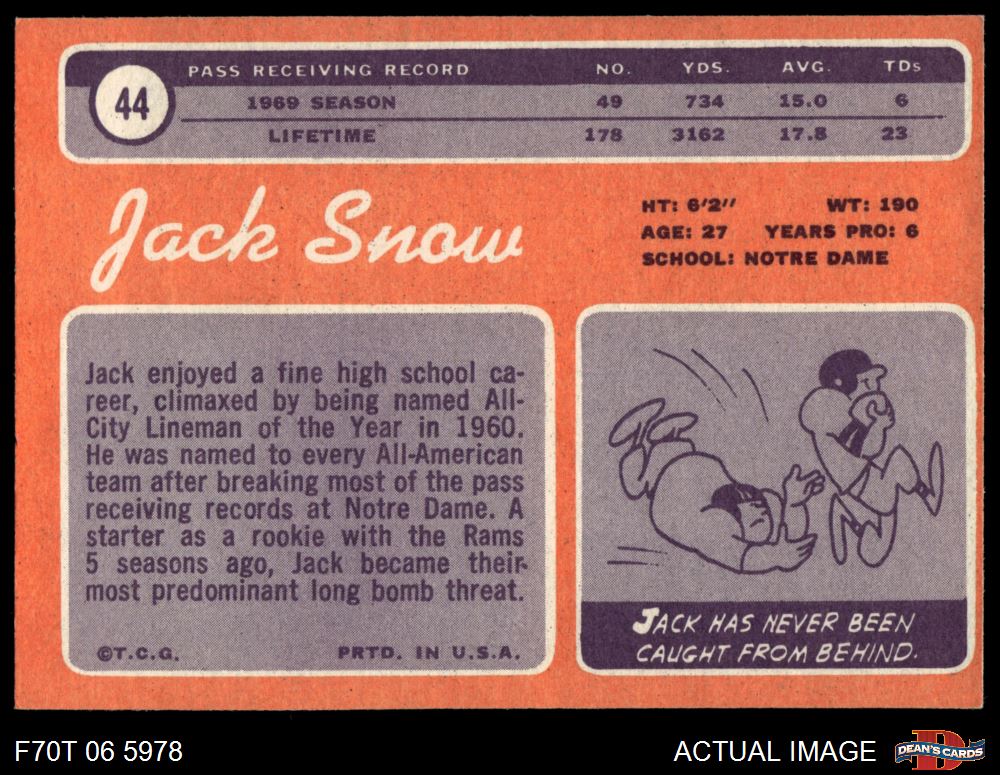 44
PASS RECEIVING RECORD NO. YDS. AVG. TDs
1969 SEASON 49 734 15.0 6
LIFETIME 178 3162 17.8 23
Jack Snow
HT: 6'2'' WT: 190
AGE: 27 YEARS PRO: 6
SCHOOL: NOTRE DAME
Jack enjoyed a fine high school ca-
reer, climaxed by being named All-
City Lineman of the Year in 1960.
He was named to every All-American
team after breaking most of the pass
receiving records at Notre Dame. A
starter as a rookie with the Rams
5 seasons ago, Jack became their
most predominant long bomb threat.
©T.C.G. PRTD. IN U.S.A.
JACK HAS NEVER BEEN
CAUGHT FROM BEHIND.
F70T 06 5978
ACTUAL IMAGE
D
DEAN'S CARDS